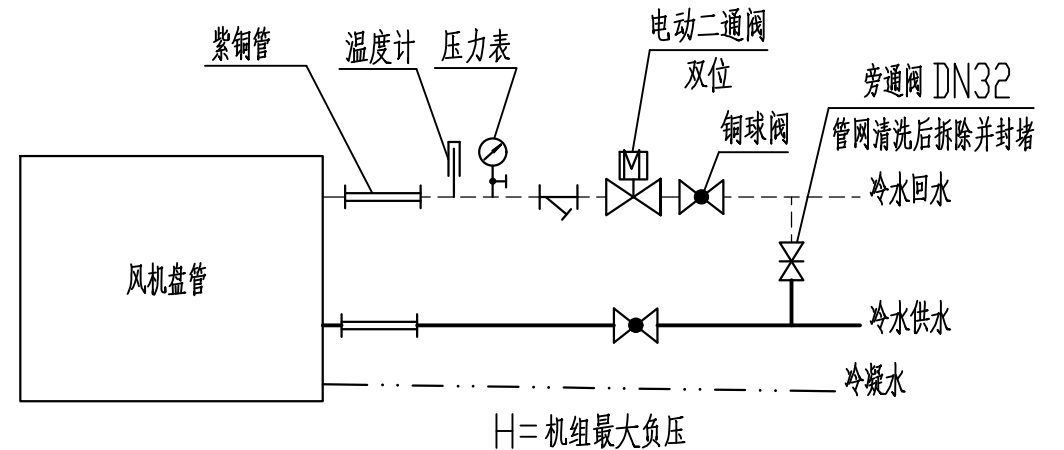 紫铜管
温度计
压力表
电动二通阀
双位
铜球阀
旁通阀 DN32
管网清洗后拆除并封堵
冷水回水
风机盘管
冷水供水
冷凝水
H=机组最大负压